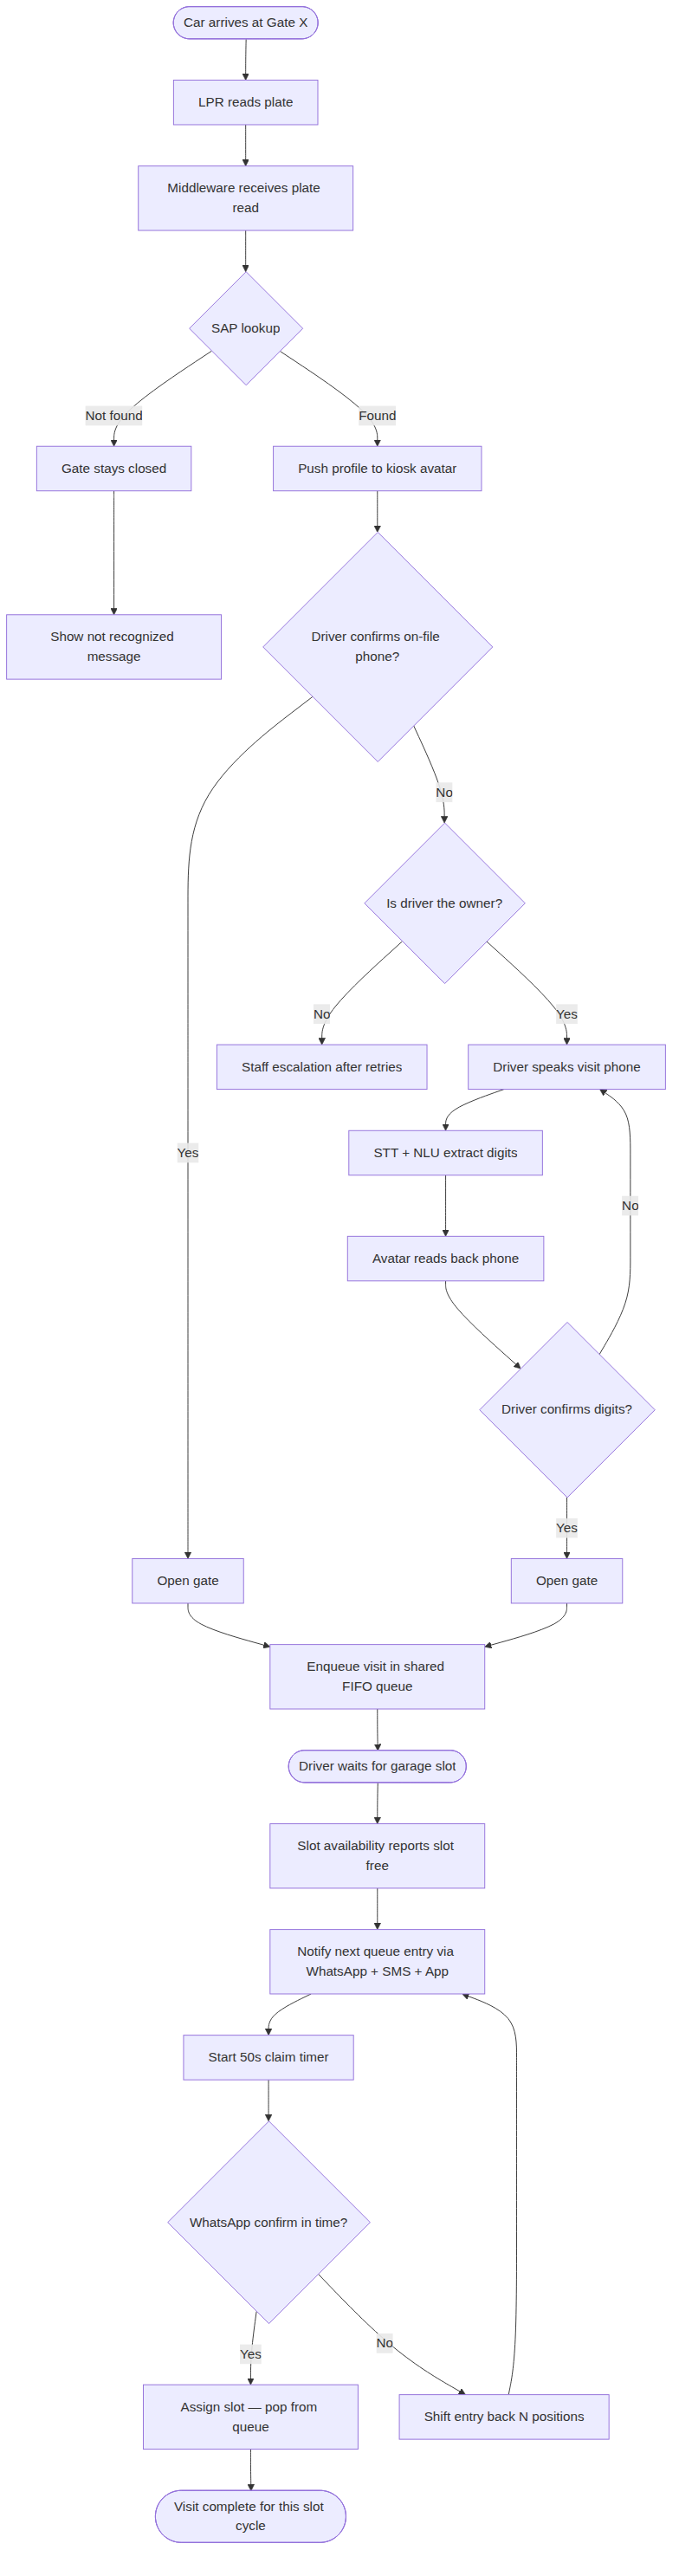 Car arrives at Gate X
LPR reads plate
Middleware receives plate
read
SAP lookup
Not found
Found
Gate stays closed
Push profile to kiosk avatar
Show not recognized
message
Driver confirms on-file
phone?
No
Is driver the owner?
No
Yes
Staff escalation after retries
Driver speaks visit phone
Yes
STT + NLU extract digits
No
Avatar reads back phone
Driver confirms digits?
Yes
Open gate
Open gate
Enqueue visit in shared
FIFO queue
Driver waits for garage slot
Slot availability reports slot
free
Notify next queue entry via
WhatsApp + SMS + App
Start 50s claim timer
WhatsApp confirm in time?
No
Yes
Assign slot — pop from
queue
Shift entry back N positions
Visit complete for this slot
cycle